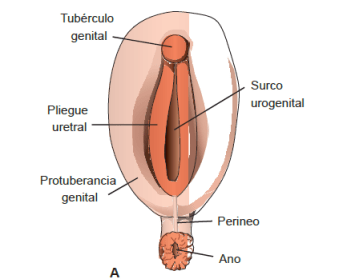 Tubérculo
genital
Surco
urogenital
Pliegue
uretral
Protuberancia
genital
Perineo
Ano
A